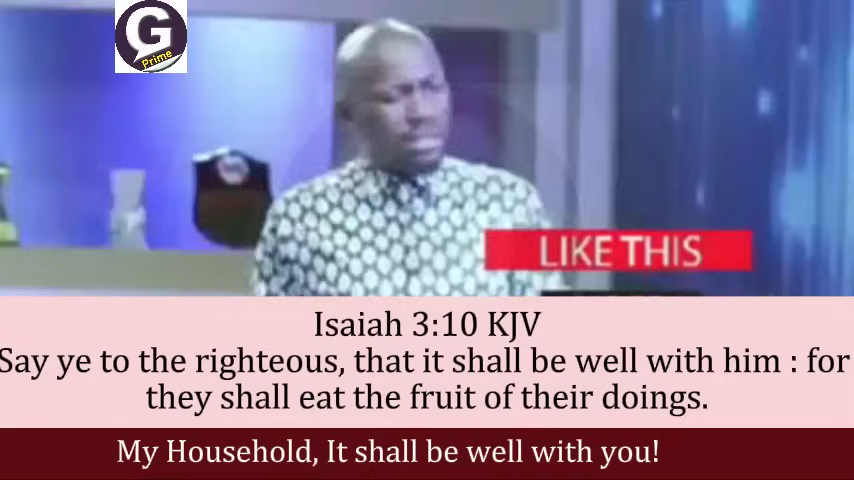 G
Prime
LIKE THIS
Isaiah 3:10 KJV
Say ye to the righteous, that it shall be well with him : for
they shall eat the fruit of their doings.
My Household, It shall be well with you!